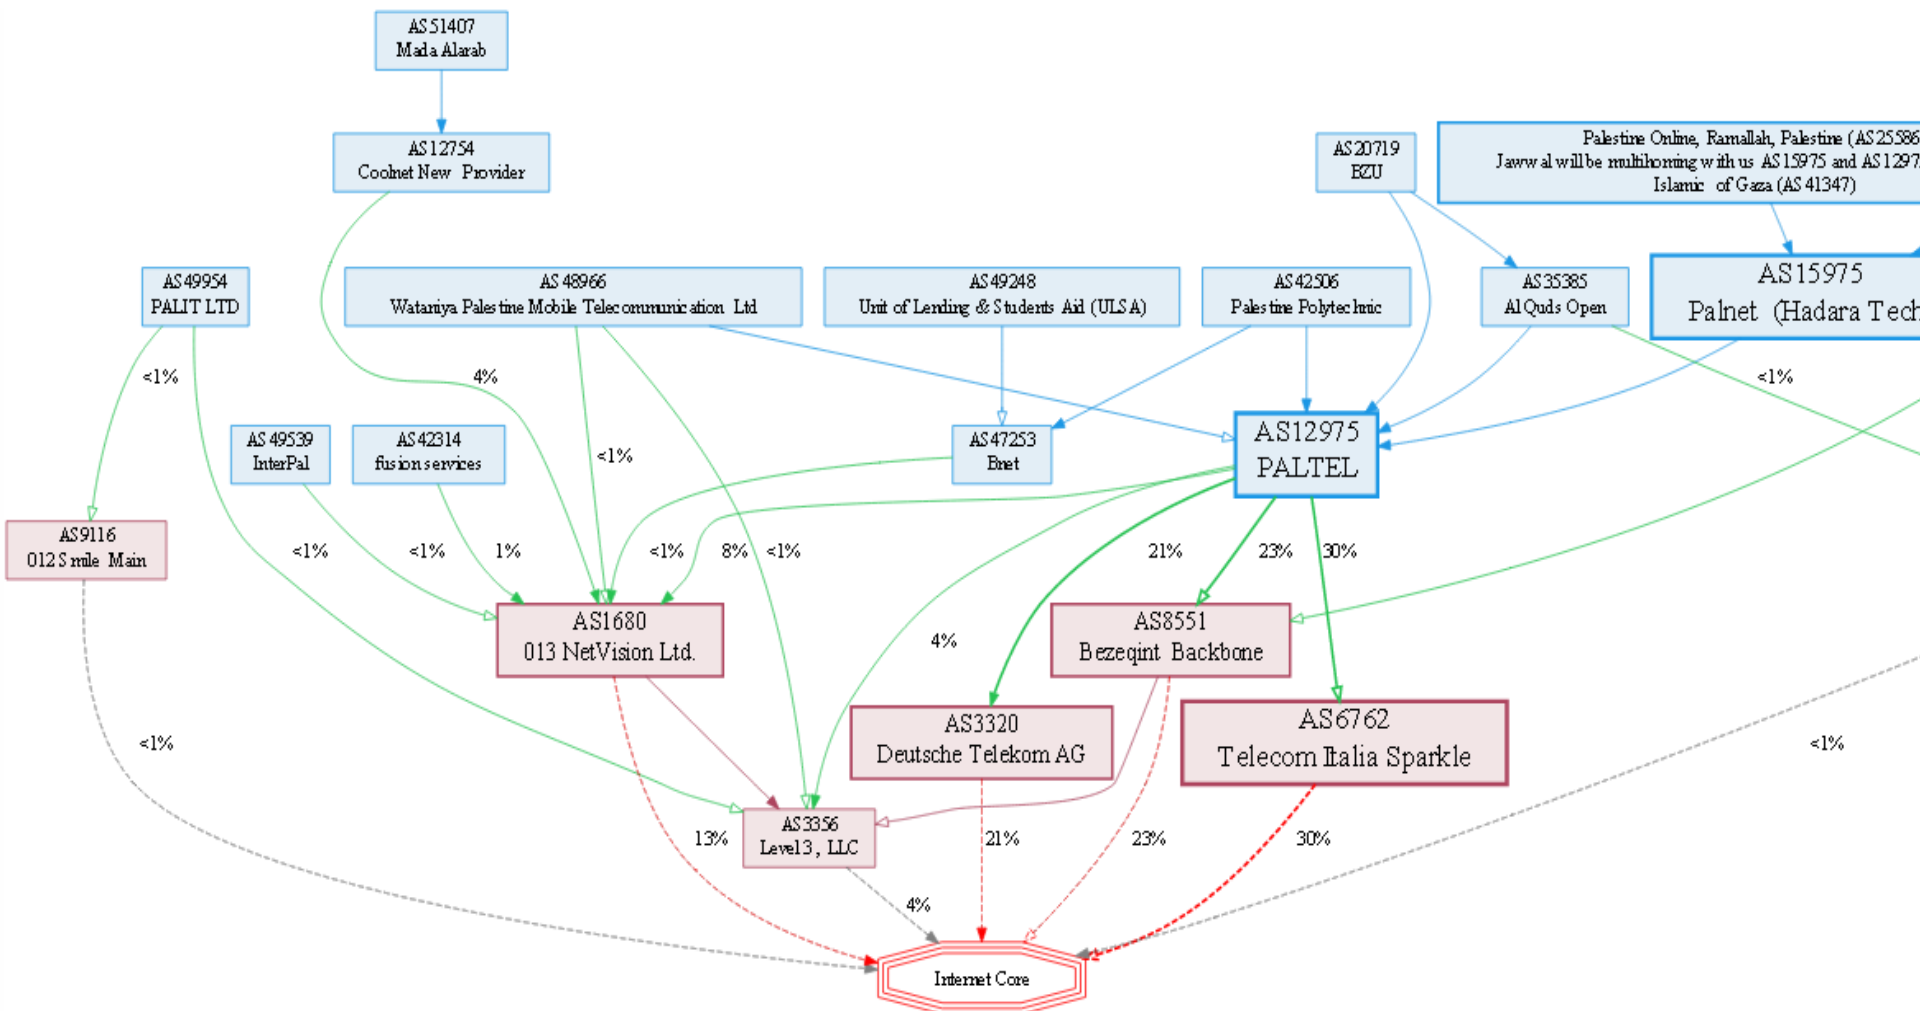 AS51407
Mada Alarab
AS12754
Coolnet New Provider
AS20719
BZU
Palestine Online, Ramallah, Palestine (AS25586
Jawwal will be multihoming with us AS15975 and AS1297
Islamic of Gaza (AS41347)
AS49954
PALIT LTD
AS48966
Wataniya Palestine Mobile Telecommunication Ltd
AS49248
Unit of Lending & Students Aid (ULSA)
AS42506
Palestine Polytechnic
AS35385
Al Quds Open
AS15975
Palnet (Hadara Tech
<1%
4%
<1%
AS49539
InterPal
AS42314
fusion services
<1%
AS47253
Bnet
AS12975
PALTEL
AS9116
012 Smile Main
<1%
<1%
1%
<1%
8%
<1%
21%
23%
30%
AS1680
013 NetVision Ltd.
4%
AS8551
Bezeqint Backbone
AS3320
Deutsche Telekom AG
AS6762
Telecom Italia Sparkle
<1%
<1%
AS3356
Level 3, LLC
13%
21%
23%
30%
4%
Internet Core